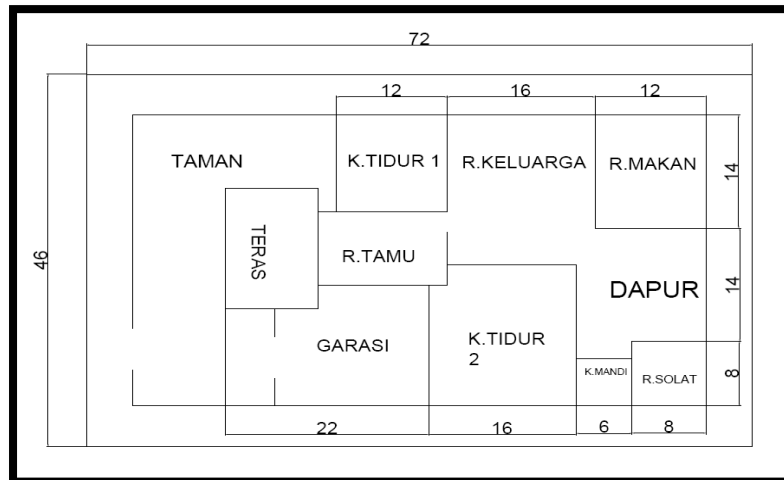 72
12
16
12
TAMAN
K.TIDUR 1
R.KELUARGA
R.MAKAN
14
TERAS
R.TAMU
46
DAPUR
14
GARASI
K.TIDUR
2
K.MANDI
R.SOLAT
8
22
16
6
8